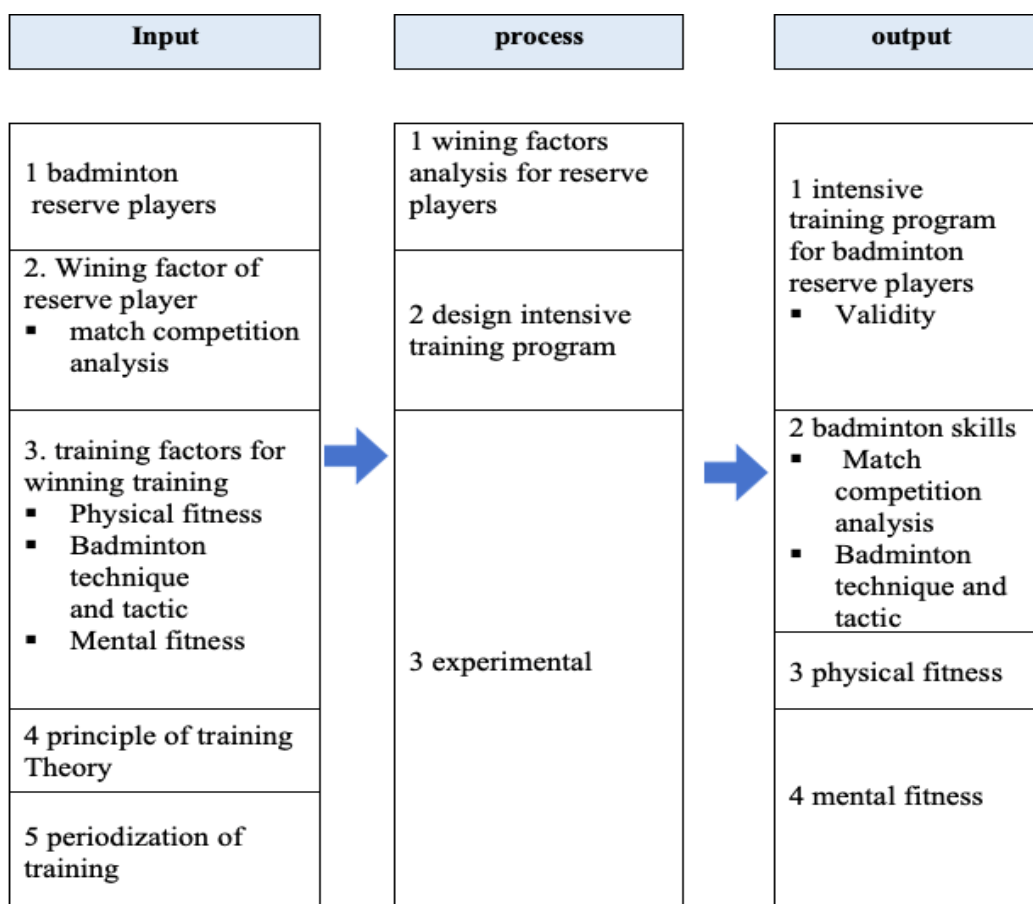 Input
process
output
1 badminton
reserve players
2. Wining factor of
reserve player
▪ match competition
analysis
3. training factors for
winning training
▪ Physical fitness
▪ Badminton
technique
and tactic
▪ Mental fitness
4 principle of training
Theory
5 periodization of
training
1 wining factors
analysis for reserve
players
2 design intensive
training program
3 experimental
1 intensive
training program
for badminton
reserve players
▪ Validity
2 badminton skills
▪ Match
competition
analysis
▪ Badminton
technique and
tactic
3 physical fitness
4 mental fitness